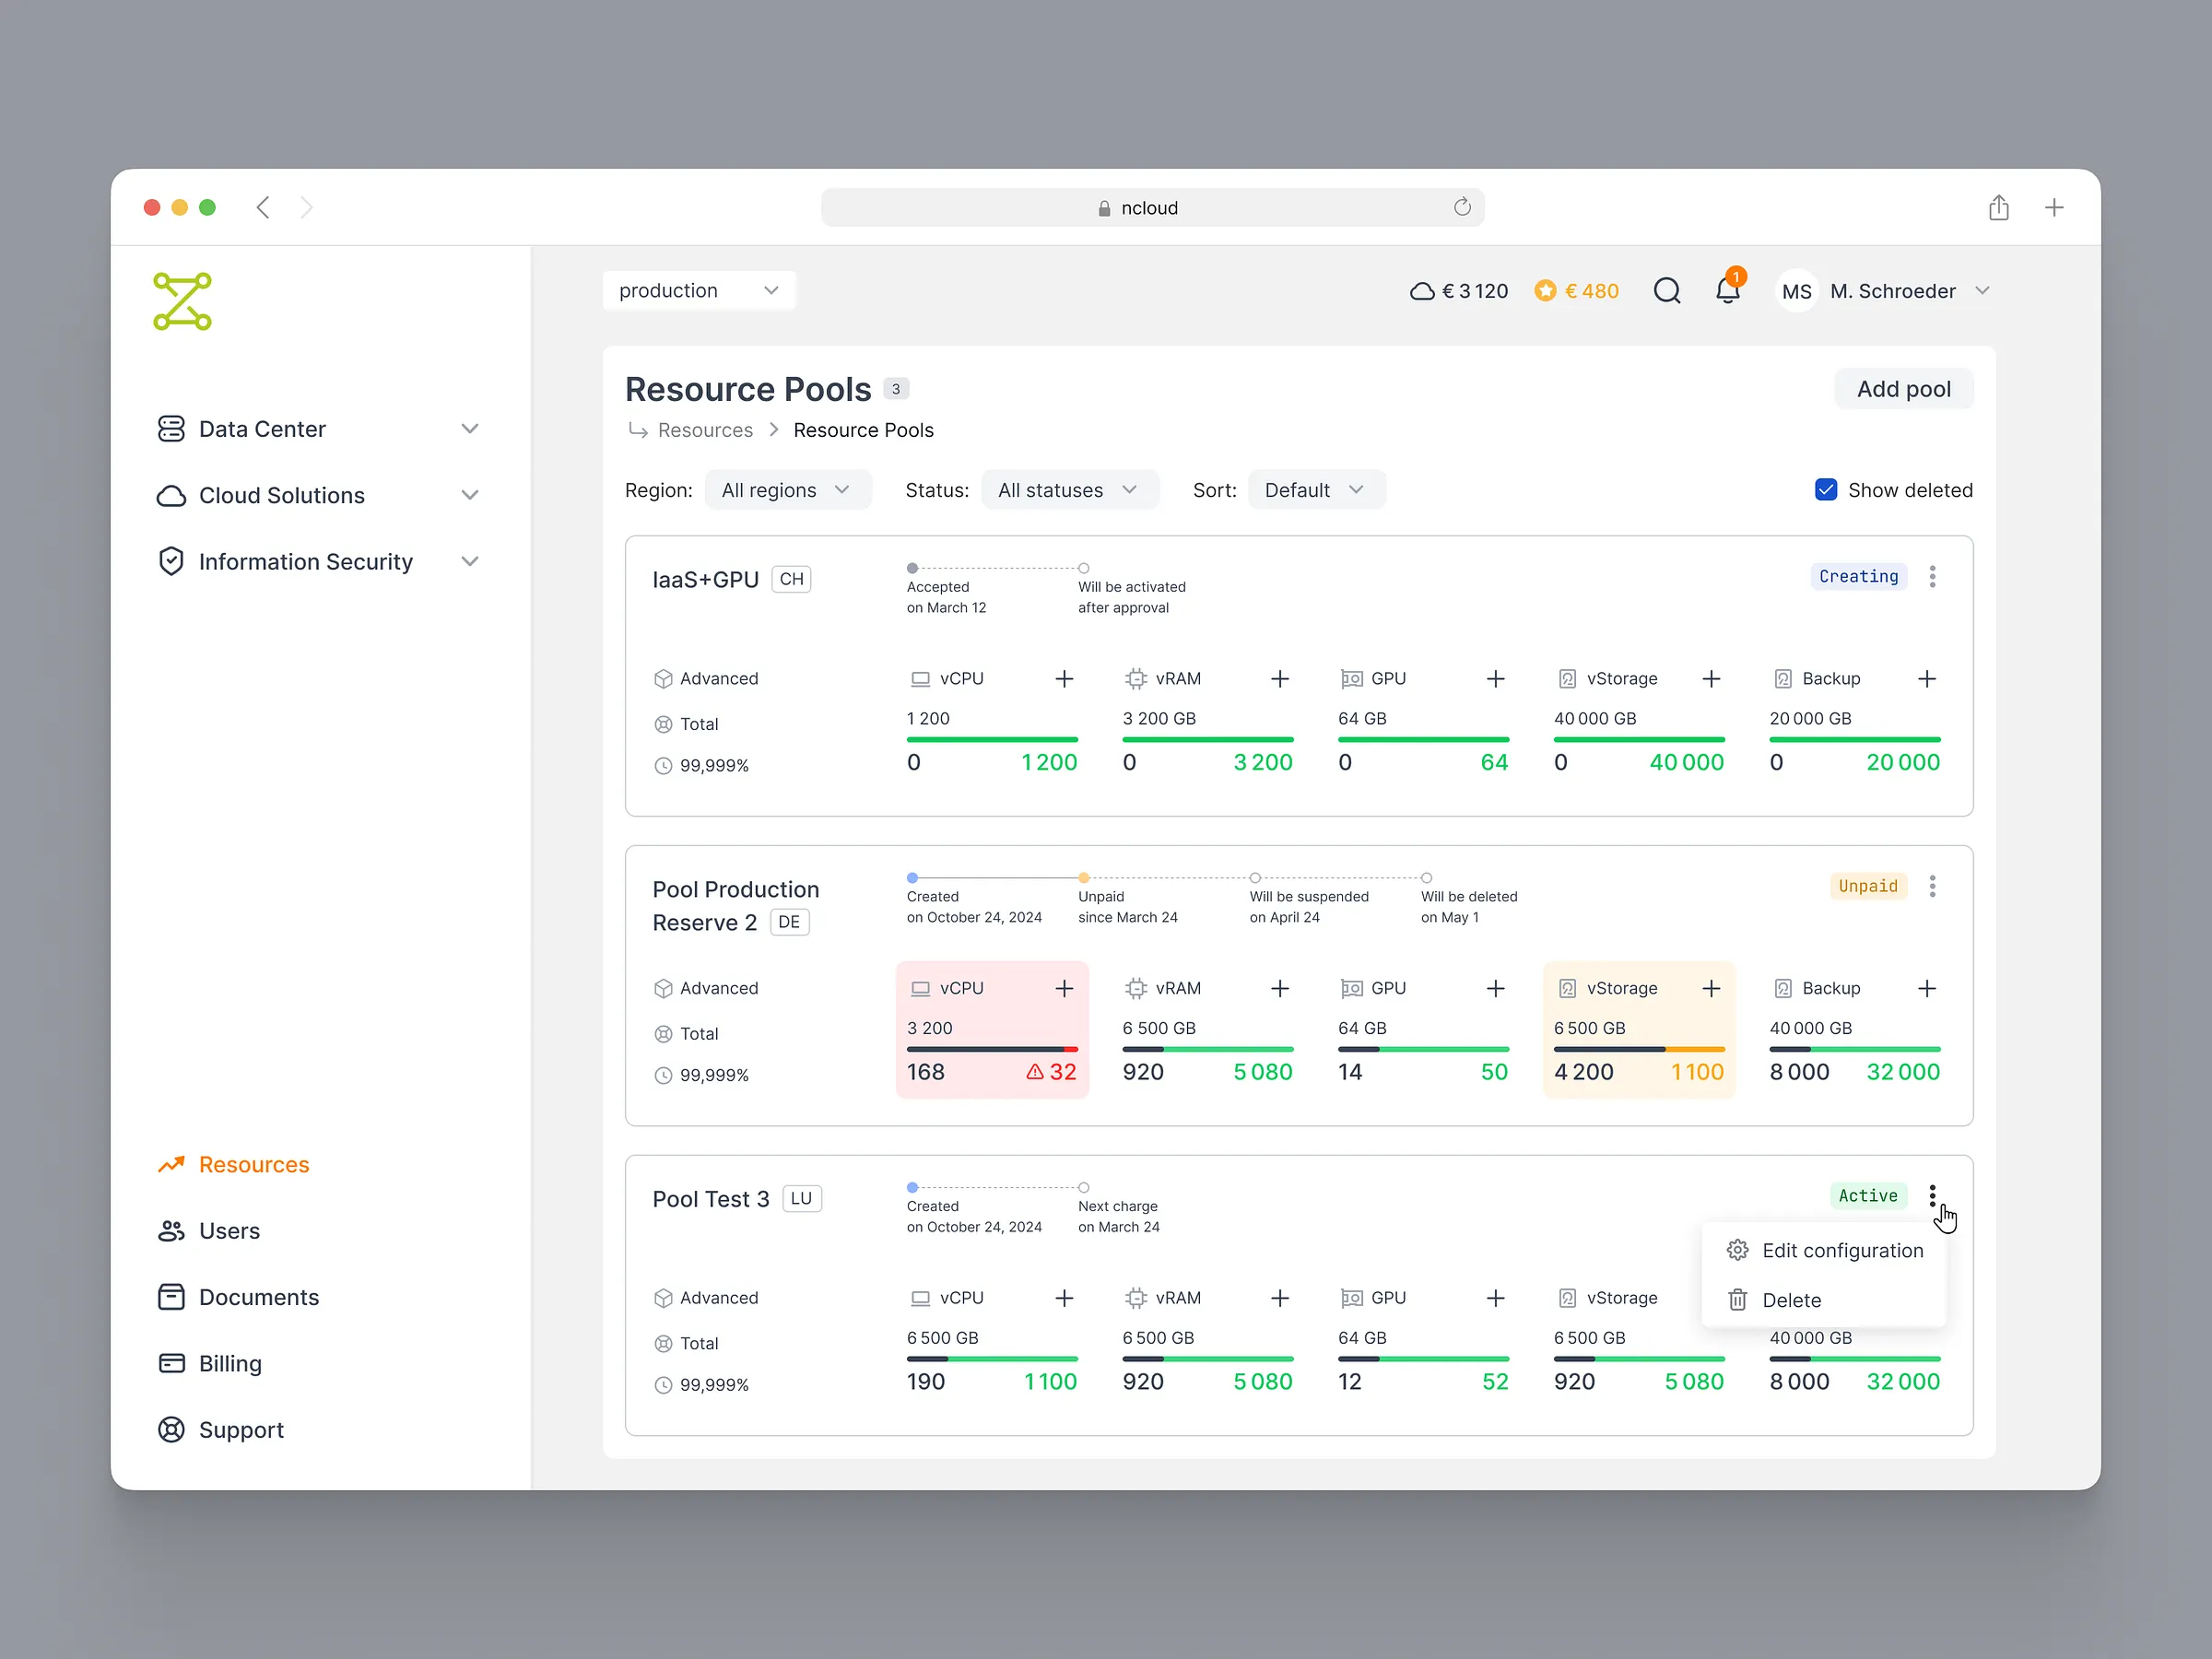 ncloud
production
€ 3 120
€ 480
1
MS
M. Schroeder
Data Center
Cloud Solutions
Information Security
Resources
Users
Documents
Billing
Support
Resource Pools 3
Add pool
Resources > Resource Pools
Region: All regions
Status: All statuses
Sort: Default
Show deleted
IaaS+GPU CH
Accepted
on March 12
Will be activated
after approval
Creating
Advanced
Total
99,999%
vCPU
1 200
0 1 200
vRAM
3 200 GB
0 3 200
GPU
64 GB
0 64
vStorage
40 000 GB
0 40 000
Backup
20 000 GB
0 20 000
Pool Production
Reserve 2 DE
Created
on October 24, 2024
Unpaid
since March 24
Will be suspended
on April 24
Will be deleted
on May 1
Unpaid
Advanced
Total
99,999%
vCPU
3 200
168 32
vRAM
6 500 GB
920 5 080
GPU
64 GB
14 50
vStorage
6 500 GB
4 200 1 100
Backup
40 000 GB
8 000 32 000
Pool Test 3 LU
Created
on October 24, 2024
Next charge
on March 24
Active
Edit configuration
Delete
Advanced
Total
99,999%
vCPU
6 500 GB
190 1 100
vRAM
6 500 GB
920 5 080
GPU
64 GB
12 52
vStorage
6 500 GB
920 5 080
40 000 GB
8 000 32 000